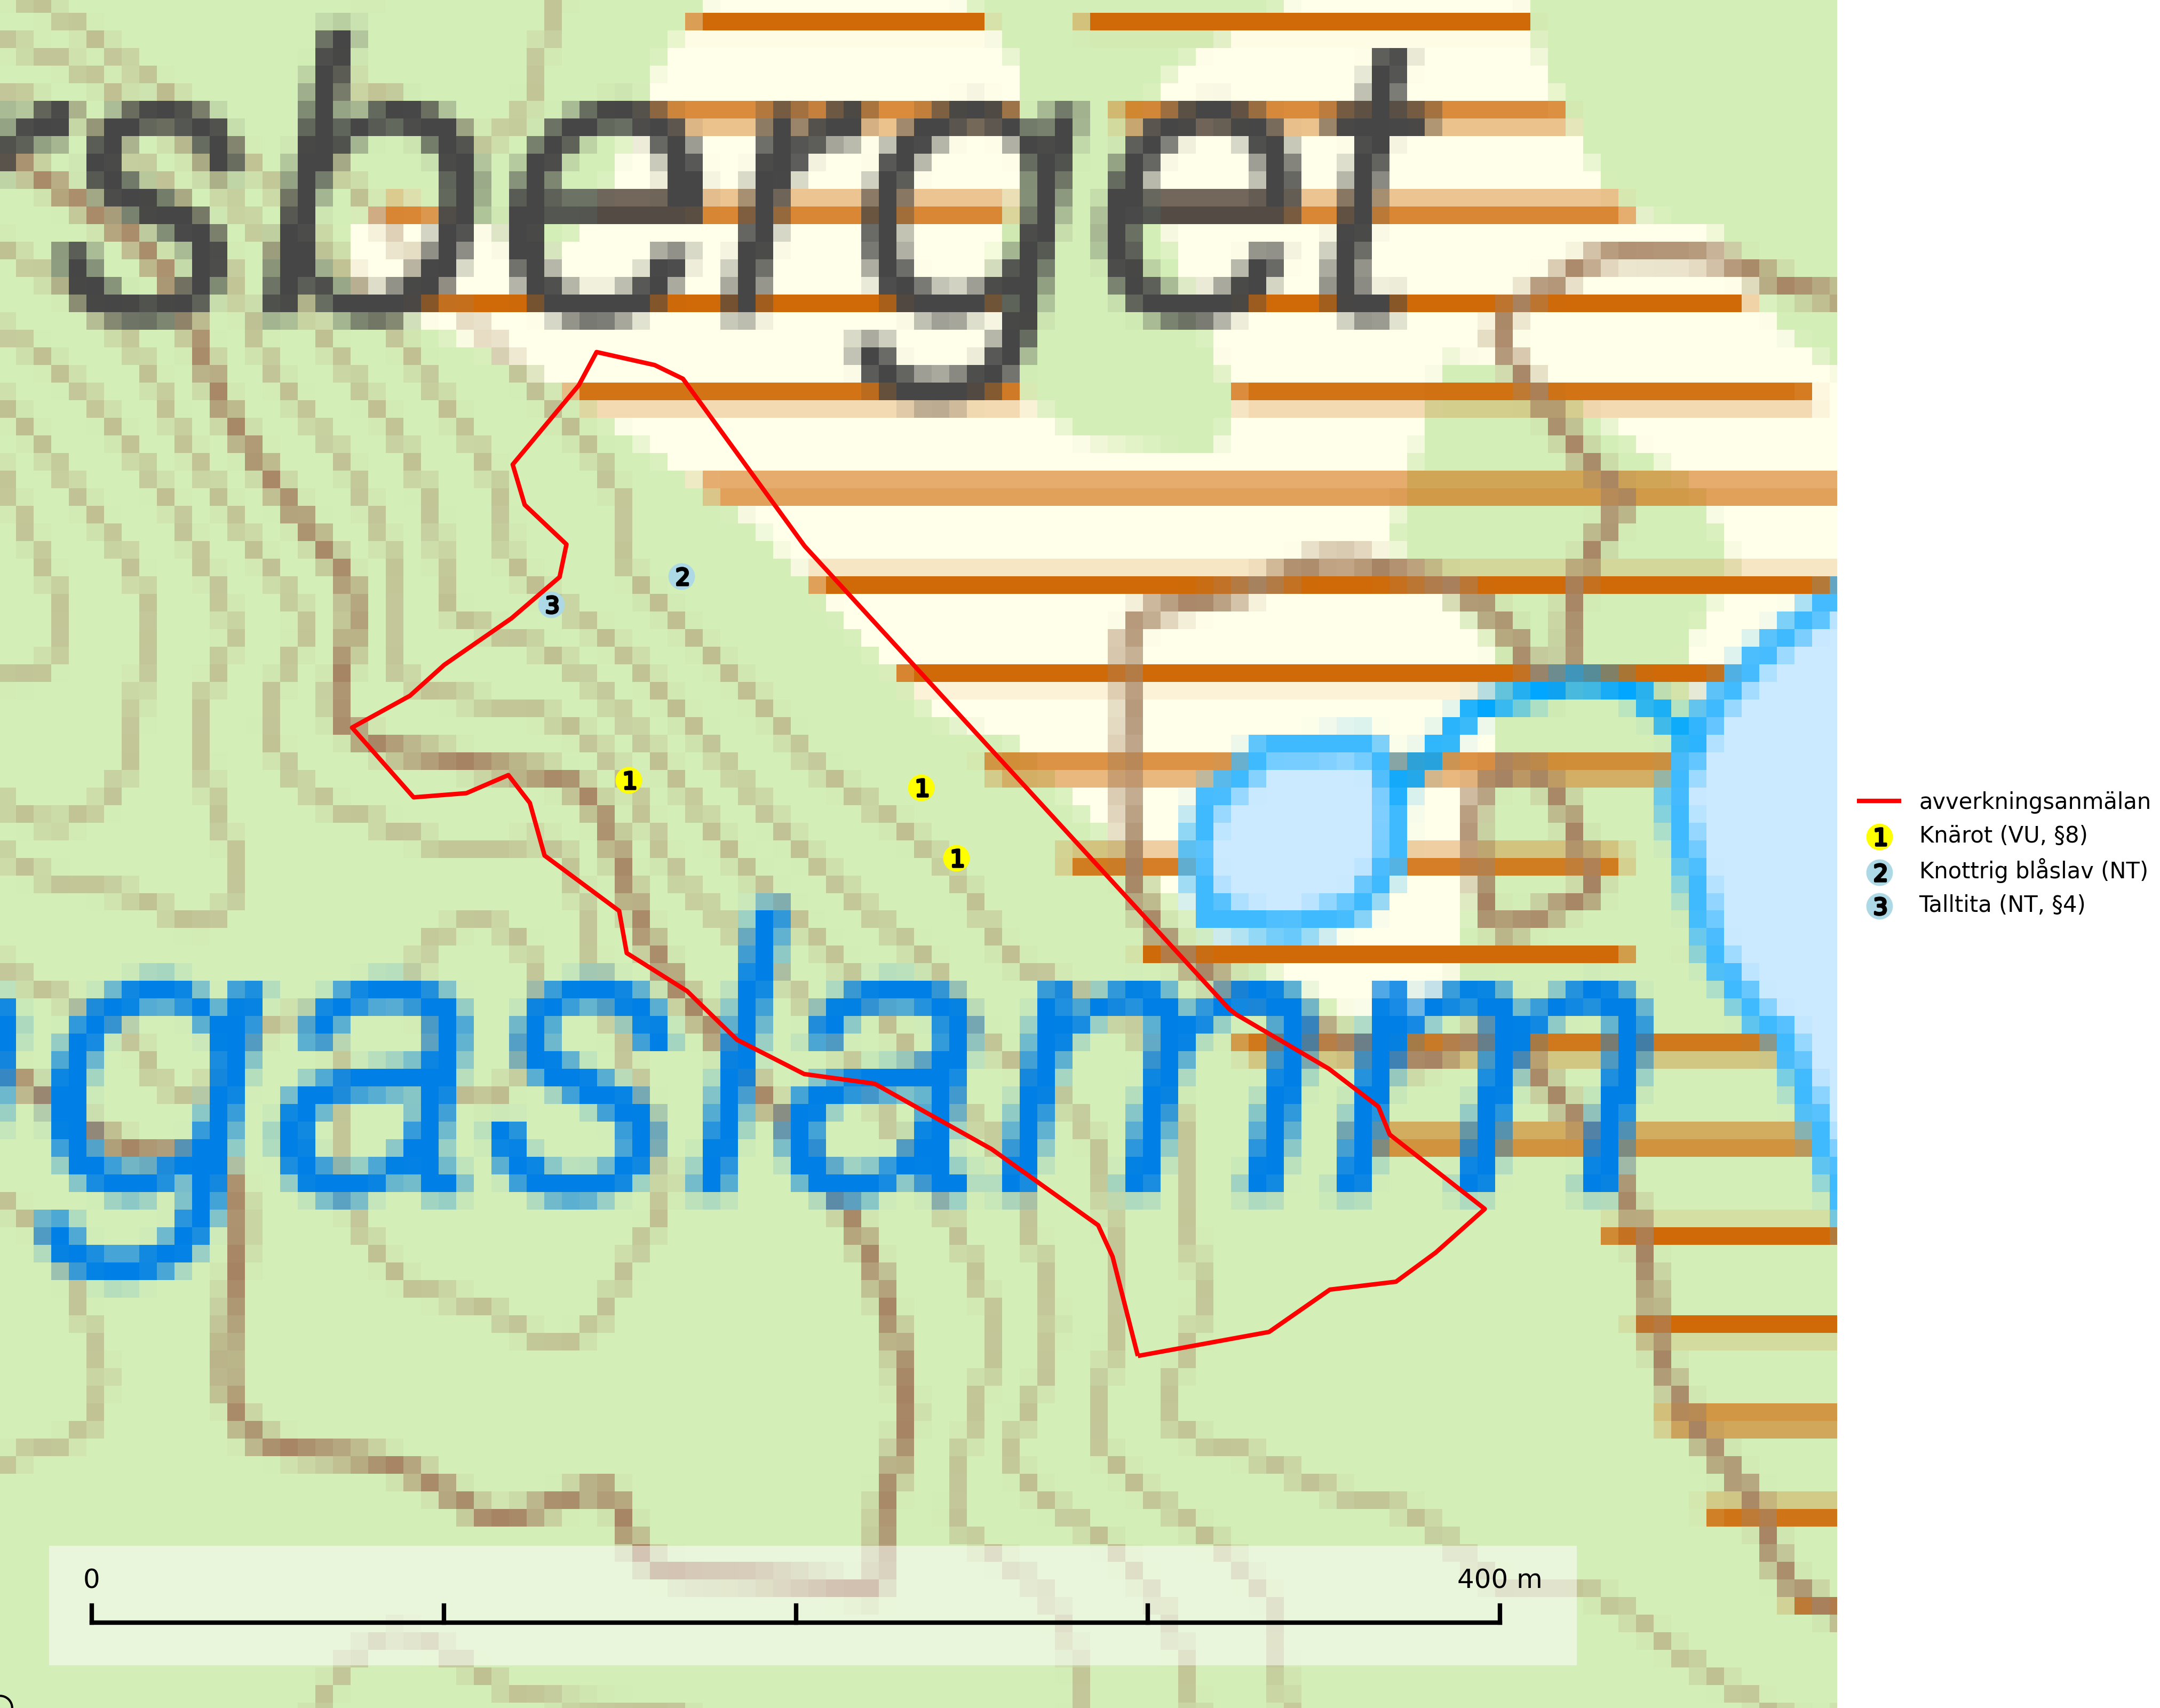 rsberget
2
3
1
1
1
gaslamm
avverkningsanmälan
1 Knärot (VU, §8)
2 Knottrig blåslav (NT)
3 Talltita (NT, §4)
0 400 m